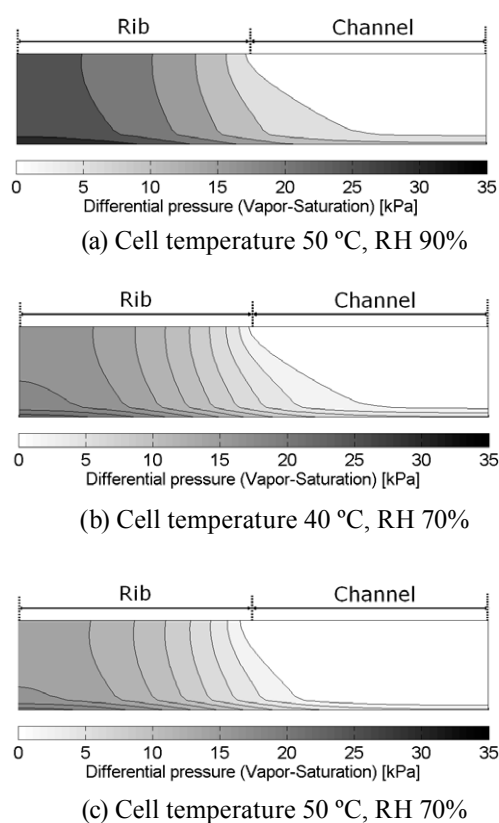 Rib Channel
0 5 10 15 20 25 30 35
Differential pressure (Vapor-Saturation) [kPa]
(a) Cell temperature 50 ºC, RH 90%
Rib Channel
0 5 10 15 20 25 30 35
Differential pressure (Vapor-Saturation) [kPa]
(b) Cell temperature 40 ºC, RH 70%
Rib Channel
0 5 10 15 20 25 30 35
Differential pressure (Vapor-Saturation) [kPa]
(c) Cell temperature 50 ºC, RH 70%